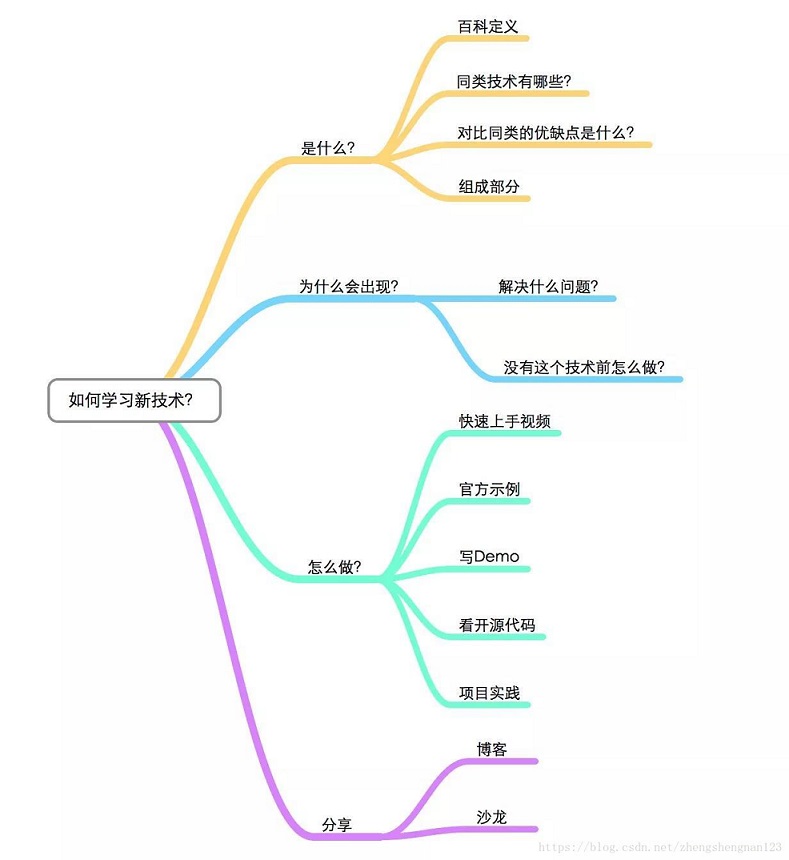 百科定义
同类技术有哪些?
对比同类的优缺点是什么?
是什么?
组成部分
为什么会出现?
解决什么问题?
没有这个技术前怎么做?
如何学习新技术?
快速上手视频
官方示例
写Demo
怎么做?
看开源代码
项目实践
博客
分享
沙龙
https://blog.csdn.net/zhengshengnan123